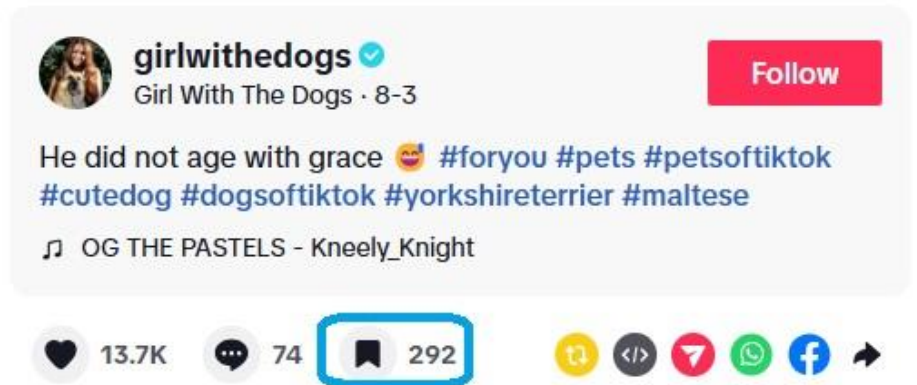 girlwithedogs
Girl With The Dogs · 8-3
Follow
He did not age with grace 😅 #foryou #pets #petsoftiktok
#cutedog #dogsoftiktok #yorkshireterrier #maltese
♫ OG THE PASTELS - Kneely_Knight
13.7K 74 292